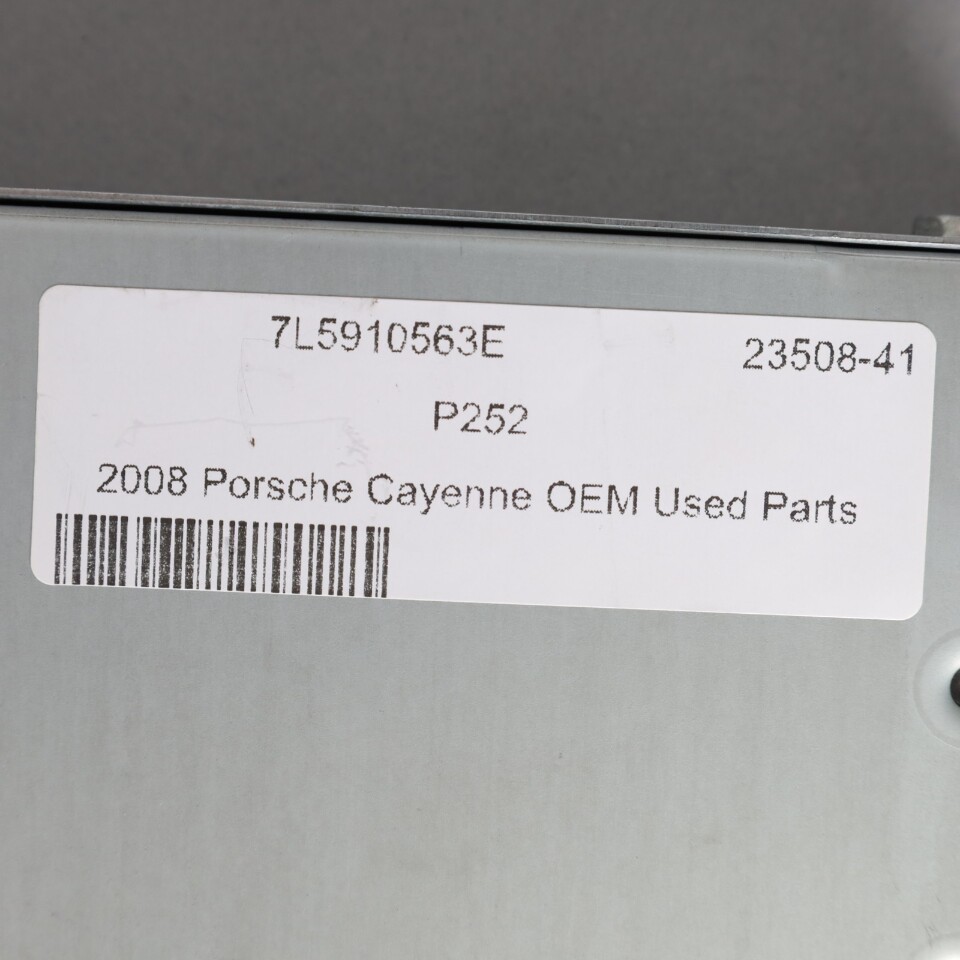 7L5910563E 23508-41
P252
2008 Porsche Cayenne OEM Used Parts